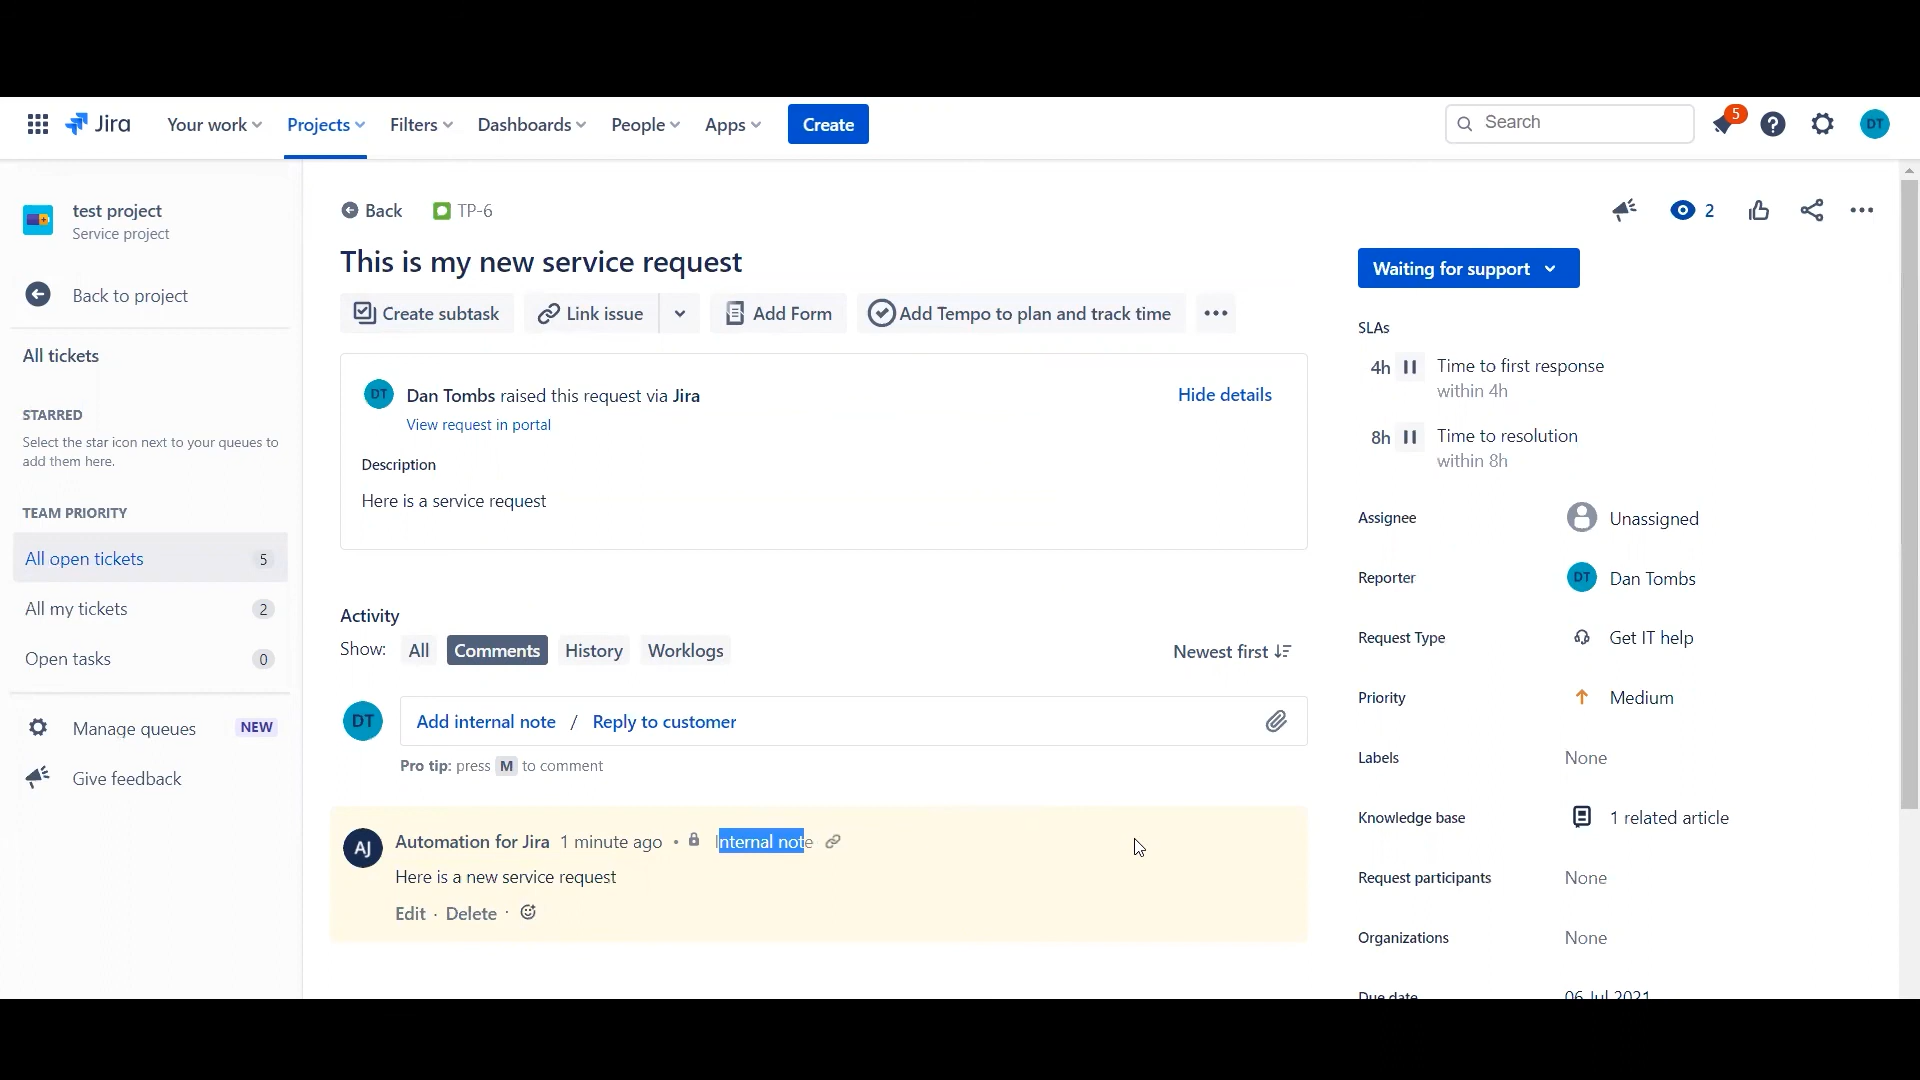 Jira
Your work
Projects
Filters
Dashboards
People
Apps
Create
Search
5
DT
test project
Service project
Back to project
All tickets
STARRED
Select the star icon next to your queues to
add them here.
TEAM PRIORITY
All open tickets 5
All my tickets 2
Open tasks 0
Manage queues NEW
Give feedback
Back
TP-6
2
This is my new service request
Create subtask
Link issue
Add Form
Add Tempo to plan and track time
DT
Dan Tombs raised this request via Jira
Hide details
View request in portal
Description
Here is a service request
Activity
Show: All Comments History Worklogs
Newest first
DT
Add internal note / Reply to customer
Pro tip: press M to comment
AJ
Automation for Jira 1 minute ago • Internal note
Here is a new service request
Edit · Delete ·
Waiting for support
SLAs
4h Time to first response
within 4h
8h Time to resolution
within 8h
Assignee Unassigned
Reporter DT Dan Tombs
Request Type Get IT help
Priority Medium
Labels None
Knowledge base 1 related article
Request participants None
Organizations None
Due date 06 Jul 2021